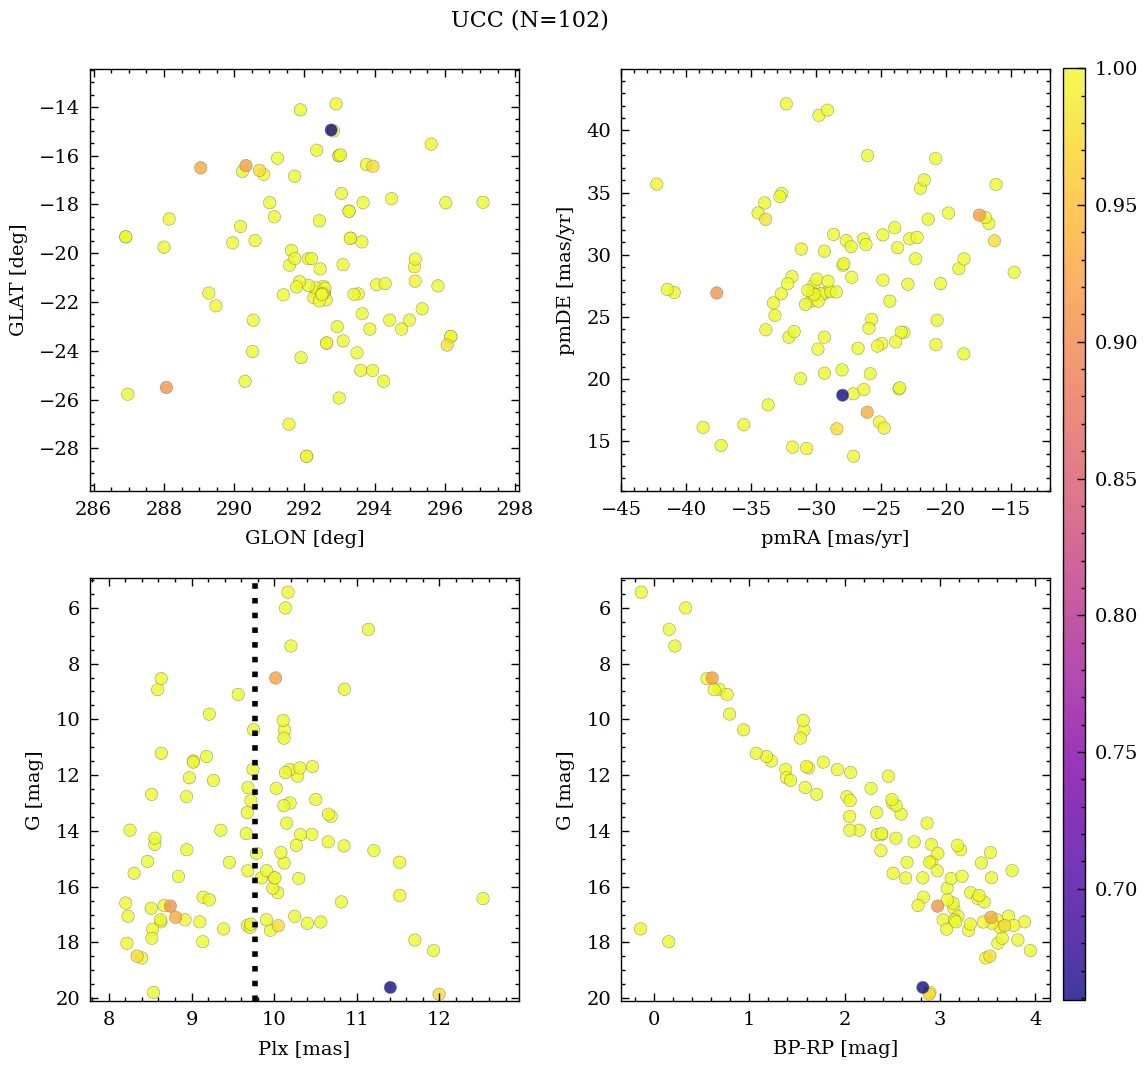 UCC (N=102)
−14
−16
−18
−20
−22
−24
−26
−28
GLAT [deg]
286 288 290 292 294 296 298
GLON [deg]
40
35
30
25
20
15
pmDE [mas/yr]
−45 −40 −35 −30 −25 −20 −15
pmRA [mas/yr]
6
8
10
12
14
16
18
20
G [mag]
8 9 10 11 12
Plx [mas]
6
8
10
12
14
16
18
20
G [mag]
0 1 2 3 4
BP-RP [mag]
1.00
0.95
0.90
0.85
0.80
0.75
0.70